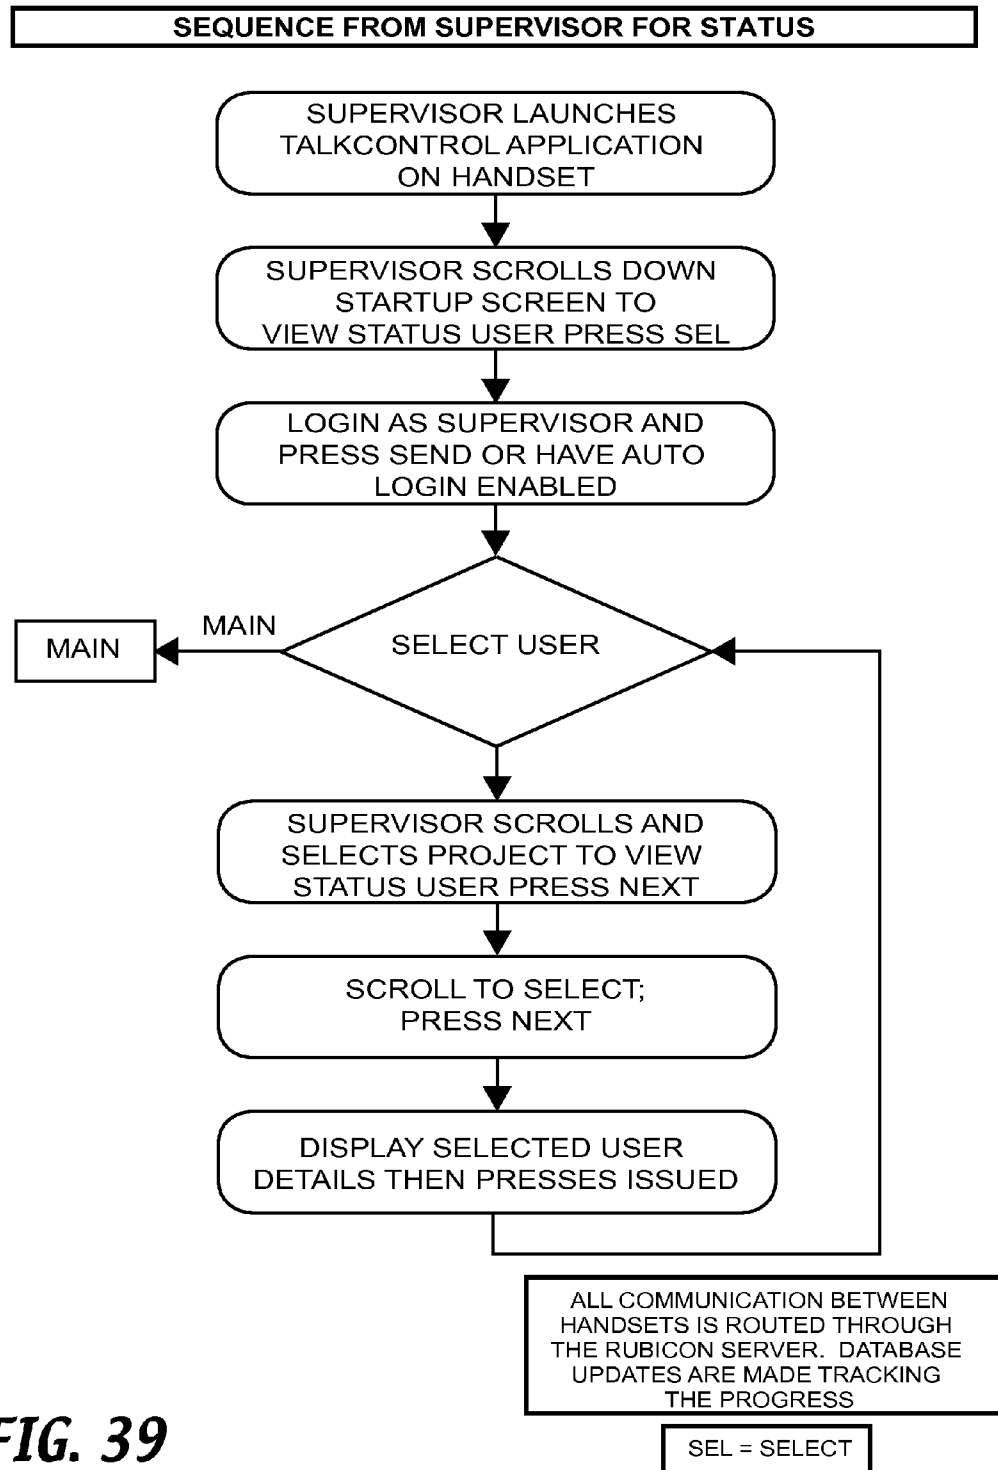 SEQUENCE FROM SUPERVISOR FOR STATUS
SUPERVISOR LAUNCHES
TALKCONTROL APPLICATION
ON HANDSET
SUPERVISOR SCROLLS DOWN
STARTUP SCREEN TO
VIEW STATUS USER PRESS SEL
LOGIN AS SUPERVISOR AND
PRESS SEND OR HAVE AUTO
LOGIN ENABLED
SELECT USER
MAIN
MAIN
SUPERVISOR SCROLLS AND
SELECTS PROJECT TO VIEW
STATUS USER PRESS NEXT
SCROLL TO SELECT;
PRESS NEXT
DISPLAY SELECTED USER
DETAILS THEN PRESSES ISSUED
ALL COMMUNICATION BETWEEN
HANDSETS IS ROUTED THROUGH
THE RUBICON SERVER. DATABASE
UPDATES ARE MADE TRACKING
THE PROGRESS
SEL = SELECT
FIG. 39